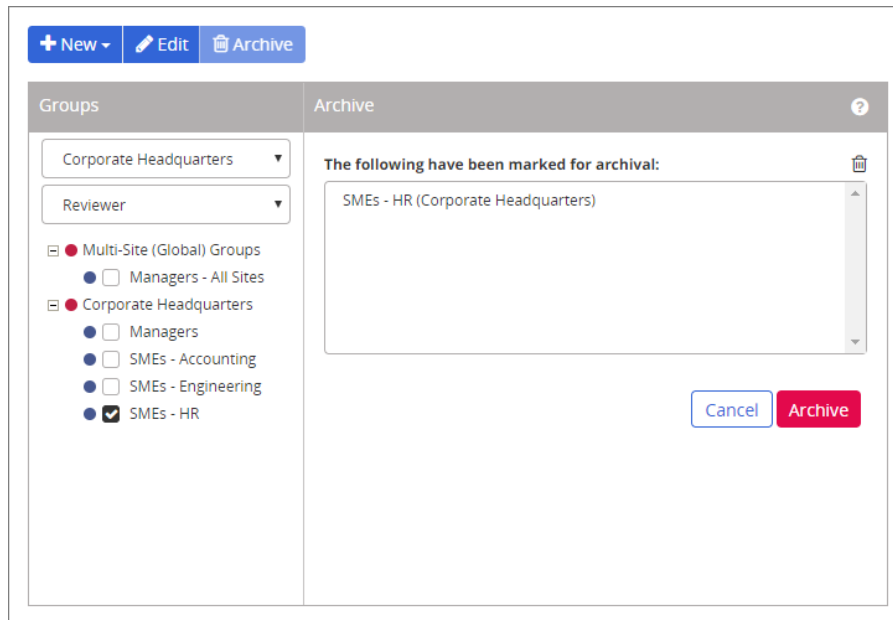 New
Edit
Archive
Groups
Archive
?
Corporate Headquarters
Reviewer
Multi-Site (Global) Groups
Managers - All Sites
Corporate Headquarters
Managers
SMEs - Accounting
SMEs - Engineering
SMEs - HR
The following have been marked for archival:
SMEs - HR (Corporate Headquarters)
Cancel
Archive